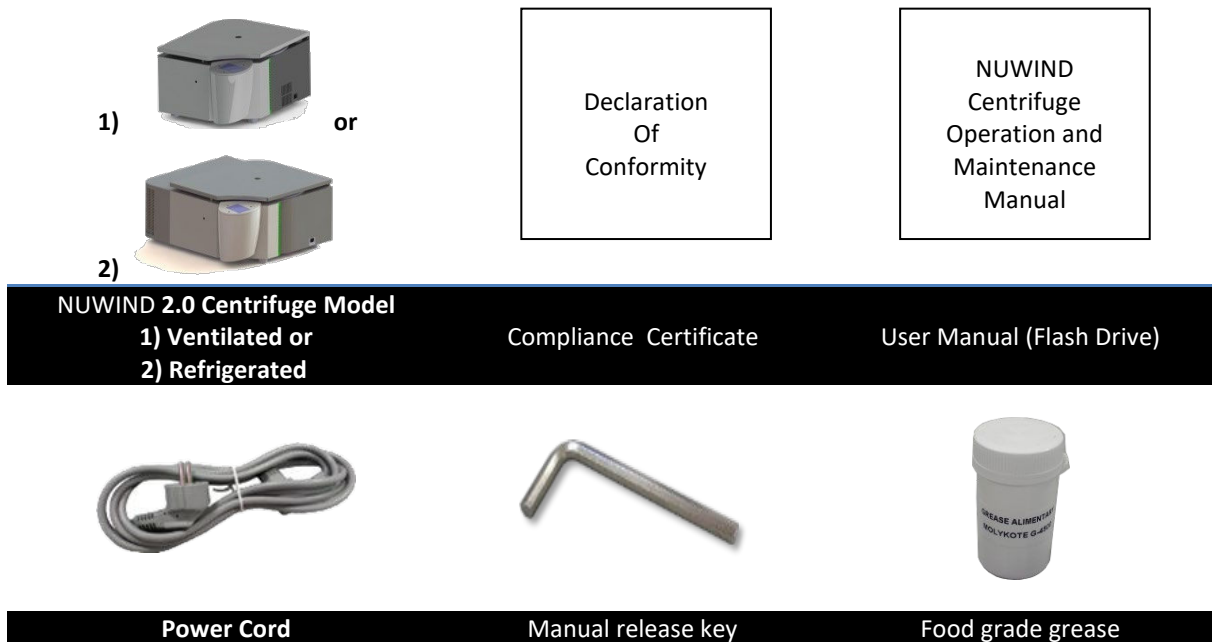 1)
or
2)
Declaration
Of
Conformity
NUWIND
Centrifuge
Operation and
Maintenance
Manual
NUWIND 2.0 Centrifuge Model
1) Ventilated or
2) Refrigerated
Compliance Certificate
User Manual (Flash Drive)
GREASE ALIMENTARY
MOLYKOTE G-4500
Power Cord
Manual release key
Food grade grease